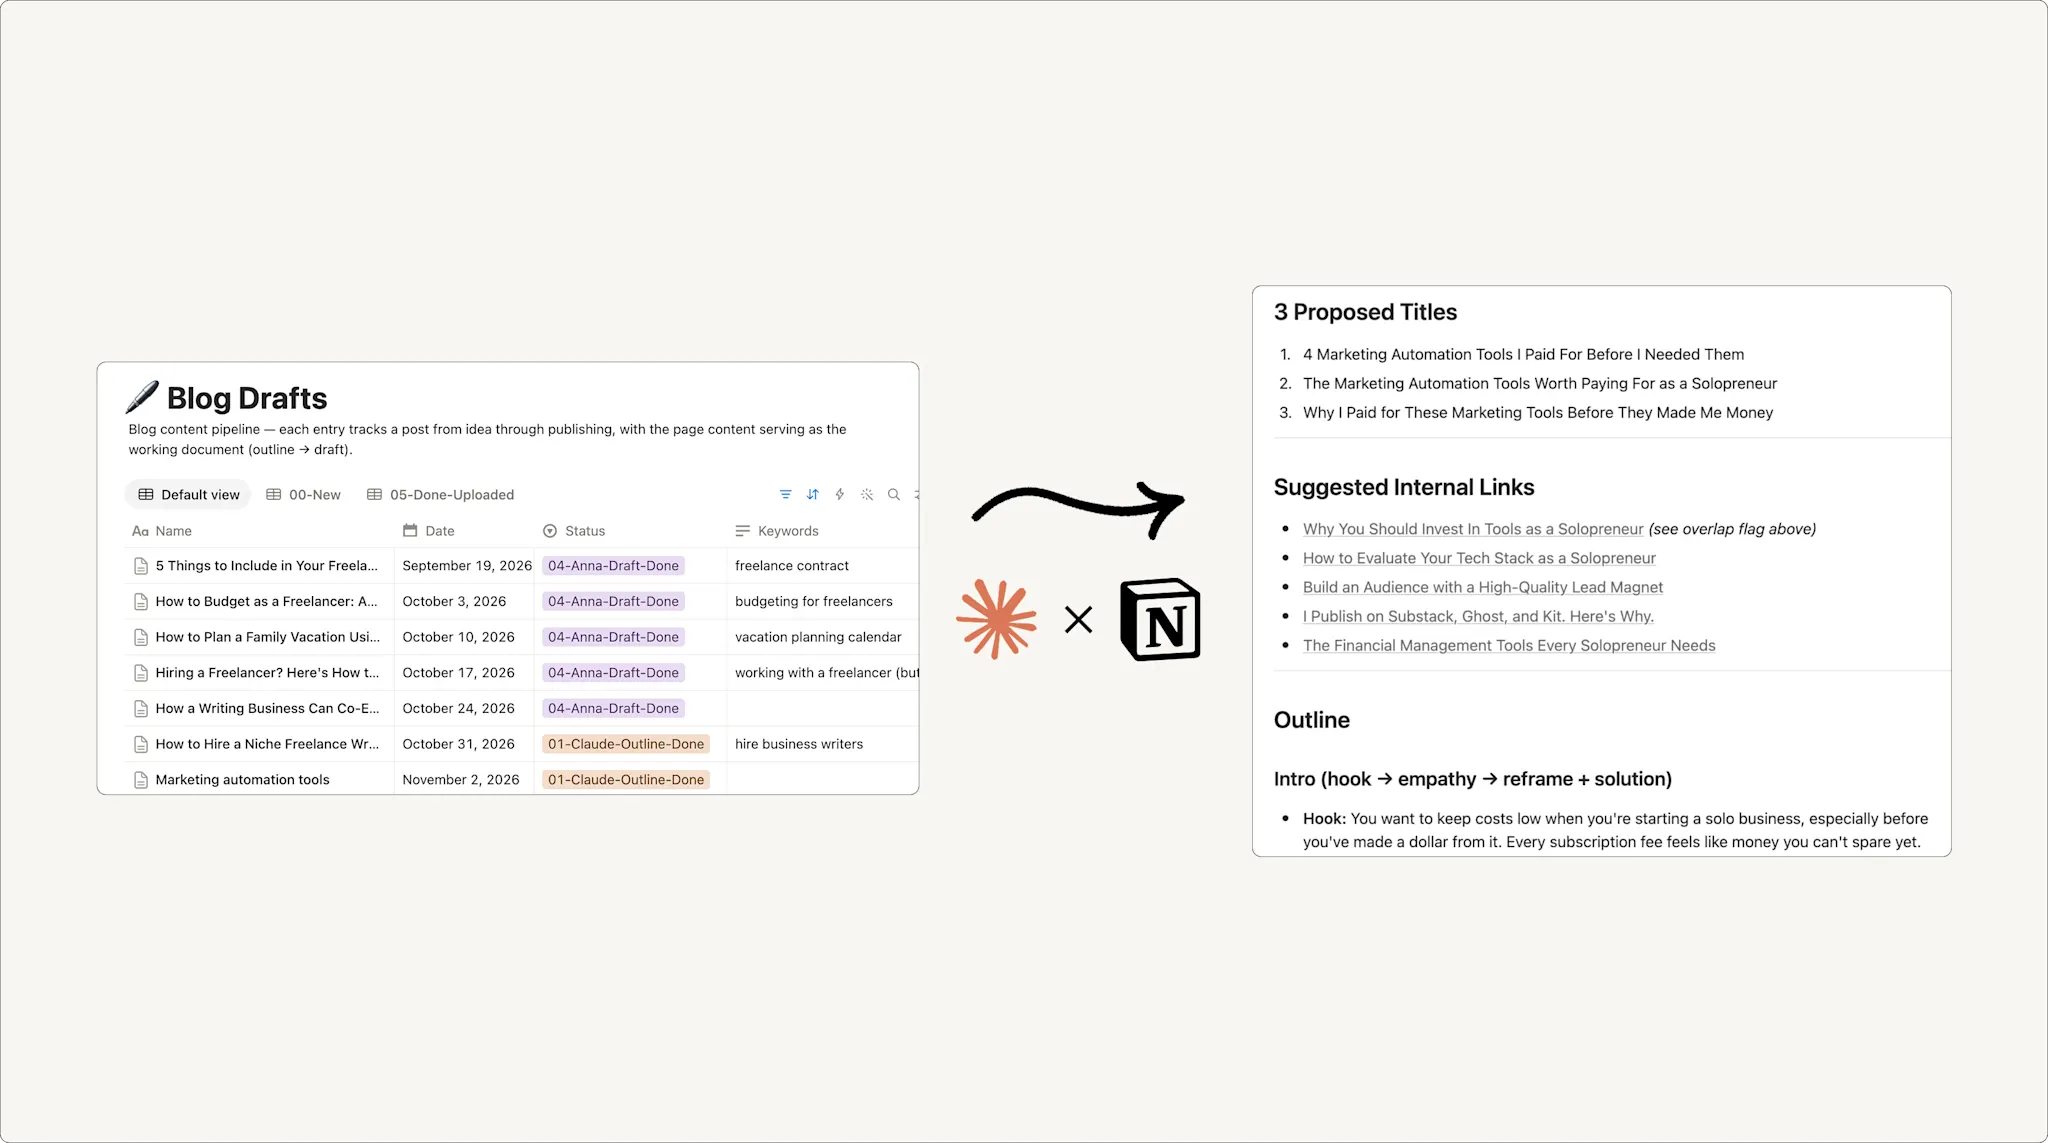 Blog Drafts
Blog content pipeline — each entry tracks a post from idea through publishing, with the page content serving as the
working document (outline → draft).
Default view 00-New 05-Done-Uploaded
Aa Name Date Status Keywords
5 Things to Include in Your Freela... September 19, 2026 04-Anna-Draft-Done freelance contract
How to Budget as a Freelancer: A... October 3, 2026 04-Anna-Draft-Done budgeting for freelancers
How to Plan a Family Vacation Usi... October 10, 2026 04-Anna-Draft-Done vacation planning calendar
Hiring a Freelancer? Here's How t... October 17, 2026 04-Anna-Draft-Done working with a freelancer (but
How a Writing Business Can Co-E... October 24, 2026 04-Anna-Draft-Done
How to Hire a Niche Freelance Wr... October 31, 2026 01-Claude-Outline-Done hire business writers
Marketing automation tools November 2, 2026 01-Claude-Outline-Done
N
3 Proposed Titles
1. 4 Marketing Automation Tools I Paid For Before I Needed Them
2. The Marketing Automation Tools Worth Paying For as a Solopreneur
3. Why I Paid for These Marketing Tools Before They Made Me Money
Suggested Internal Links
• Why You Should Invest In Tools as a Solopreneur (see overlap flag above)
• How to Evaluate Your Tech Stack as a Solopreneur
• Build an Audience with a High-Quality Lead Magnet
• I Publish on Substack, Ghost, and Kit. Here's Why.
• The Financial Management Tools Every Solopreneur Needs
Outline
Intro (hook → empathy → reframe + solution)
• Hook: You want to keep costs low when you're starting a solo business, especially before
you've made a dollar from it. Every subscription fee feels like money you can't spare yet.